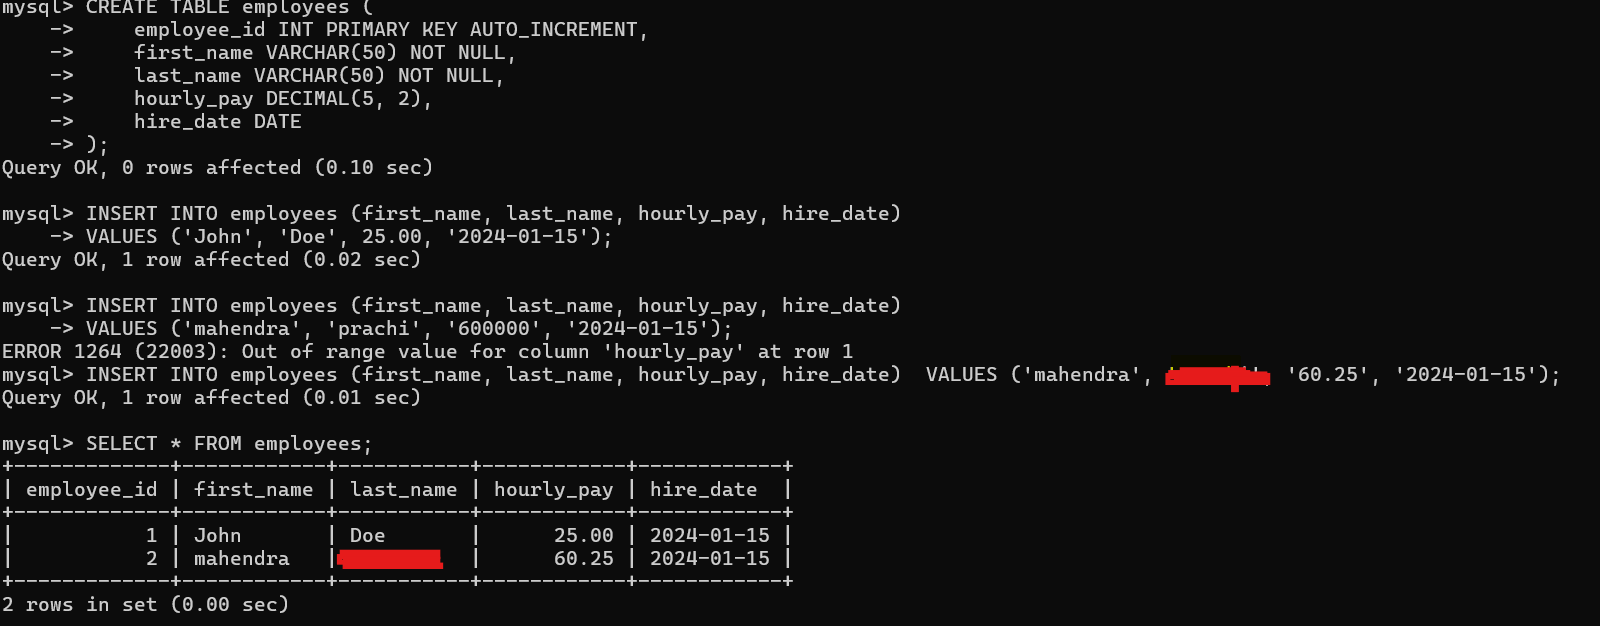 mysql> CREATE TABLE employees (
    ->     employee_id INT PRIMARY KEY AUTO_INCREMENT,
    ->     first_name VARCHAR(50) NOT NULL,
    ->     last_name VARCHAR(50) NOT NULL,
    ->     hourly_pay DECIMAL(5, 2),
    ->     hire_date DATE
    -> );
Query OK, 0 rows affected (0.10 sec)

mysql> INSERT INTO employees (first_name, last_name, hourly_pay, hire_date)
    -> VALUES ('John', 'Doe', 25.00, '2024-01-15');
Query OK, 1 row affected (0.02 sec)

mysql> INSERT INTO employees (first_name, last_name, hourly_pay, hire_date)
    -> VALUES ('mahendra', 'prachi', '600000', '2024-01-15');
ERROR 1264 (22003): Out of range value for column 'hourly_pay' at row 1
mysql> INSERT INTO employees (first_name, last_name, hourly_pay, hire_date)  VALUES ('mahendra', '60.25', '2024-01-15');
Query OK, 1 row affected (0.01 sec)

mysql> SELECT * FROM employees;
+-------------+------------+-----------+------------+------------+
| employee_id | first_name | last_name | hourly_pay | hire_date  |
+-------------+------------+-----------+------------+------------+
|           1 | John       | Doe       |      25.00 | 2024-01-15 |
|           2 | mahendra   |           |      60.25 | 2024-01-15 |
+-------------+------------+-----------+------------+------------+
2 rows in set (0.00 sec)